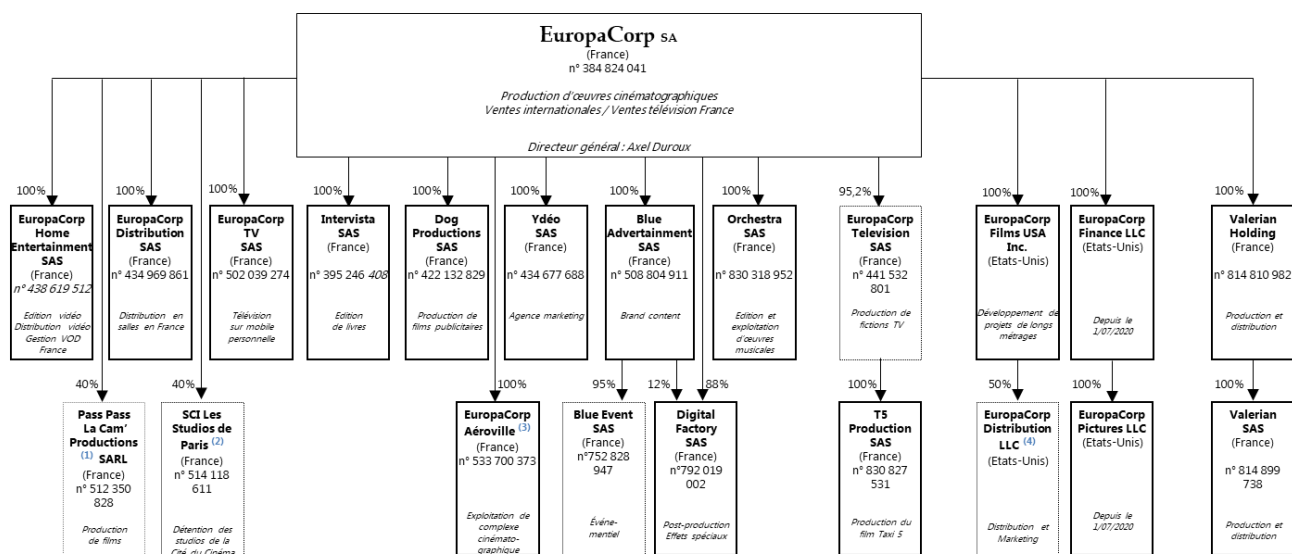 EuropaCorp SA
(France)
n° 384 824 041
Production d'œuvres cinématographiques
Ventes internationales / Ventes télévision France
Directeur général : Axel Duroux
100%
EuropaCorp
Home
Entertainment
SAS
(France)
n° 438 619 512
Edition vidéo
Distribution vidéo
Gestion VOD
France
100%
EuropaCorp
Distribution
SAS
(France)
n° 434 969 861
Distribution en
salles en France
100%
EuropaCorp
TV
SAS
(France)
n° 502 039 274
Télévision
sur mobile
personnelle
100%
Intervista
SAS
(France)
n° 395 246 408
Edition
de livres
100%
Dog
Productions
SAS
(France)
n° 422 132 829
Production de
films publicitaires
100%
Ydéo
SAS
(France)
n° 434 677 688
Agence marketing
100%
Blue
Advertainment
SAS
(France)
n° 508 804 911
Brand content
100%
Orchestra
SAS
(France)
n° 830 318 952
Edition et
exploitation
d'œuvres
musicales
95,2%
EuropaCorp
Television
SAS
(France)
n° 441 532
801
Production de
fictions TV
100%
EuropaCorp
Films USA
Inc.
(Etats-Unis)
Développement de
projets de longs
métrages
100%
EuropaCorp
Finance LLC
(Etats-Unis)
Depuis le
1/07/2020
100%
Valerian
Holding
(France)
n° 814 810 982
Production et
distribution
40%
Pass Pass
La Cam'
Productions
(1) SARL
(France)
n° 512 350
828
Production
de films
40%
SCI Les
Studios de
Paris (2)
(France)
n° 514 118
611
Détention des
studios de la
Cité du Cinéma
100%
EuropaCorp
Aéroville (3)
(France)
n° 533 700 373
Exploitation de
complexe
cinémato-
graphique
95%
Blue Event
SAS
(France)
n°752 828
947
Événe-
mentiel
12%
88%
Digital
Factory
SAS
(France)
n°792 019
002
Post-production
Effets spéciaux
100%
T5
Production
SAS
(France)
n° 830 827
531
Production du
film Taxi 5
50%
EuropaCorp
Distribution
LLC (4)
(Etats-Unis)
Distribution et
Marketing
100%
EuropaCorp
Pictures LLC
(Etats-Unis)
Depuis le
1/07/2020
100%
Valerian
SAS
(France)
n° 814 899
738
Production et
distribution